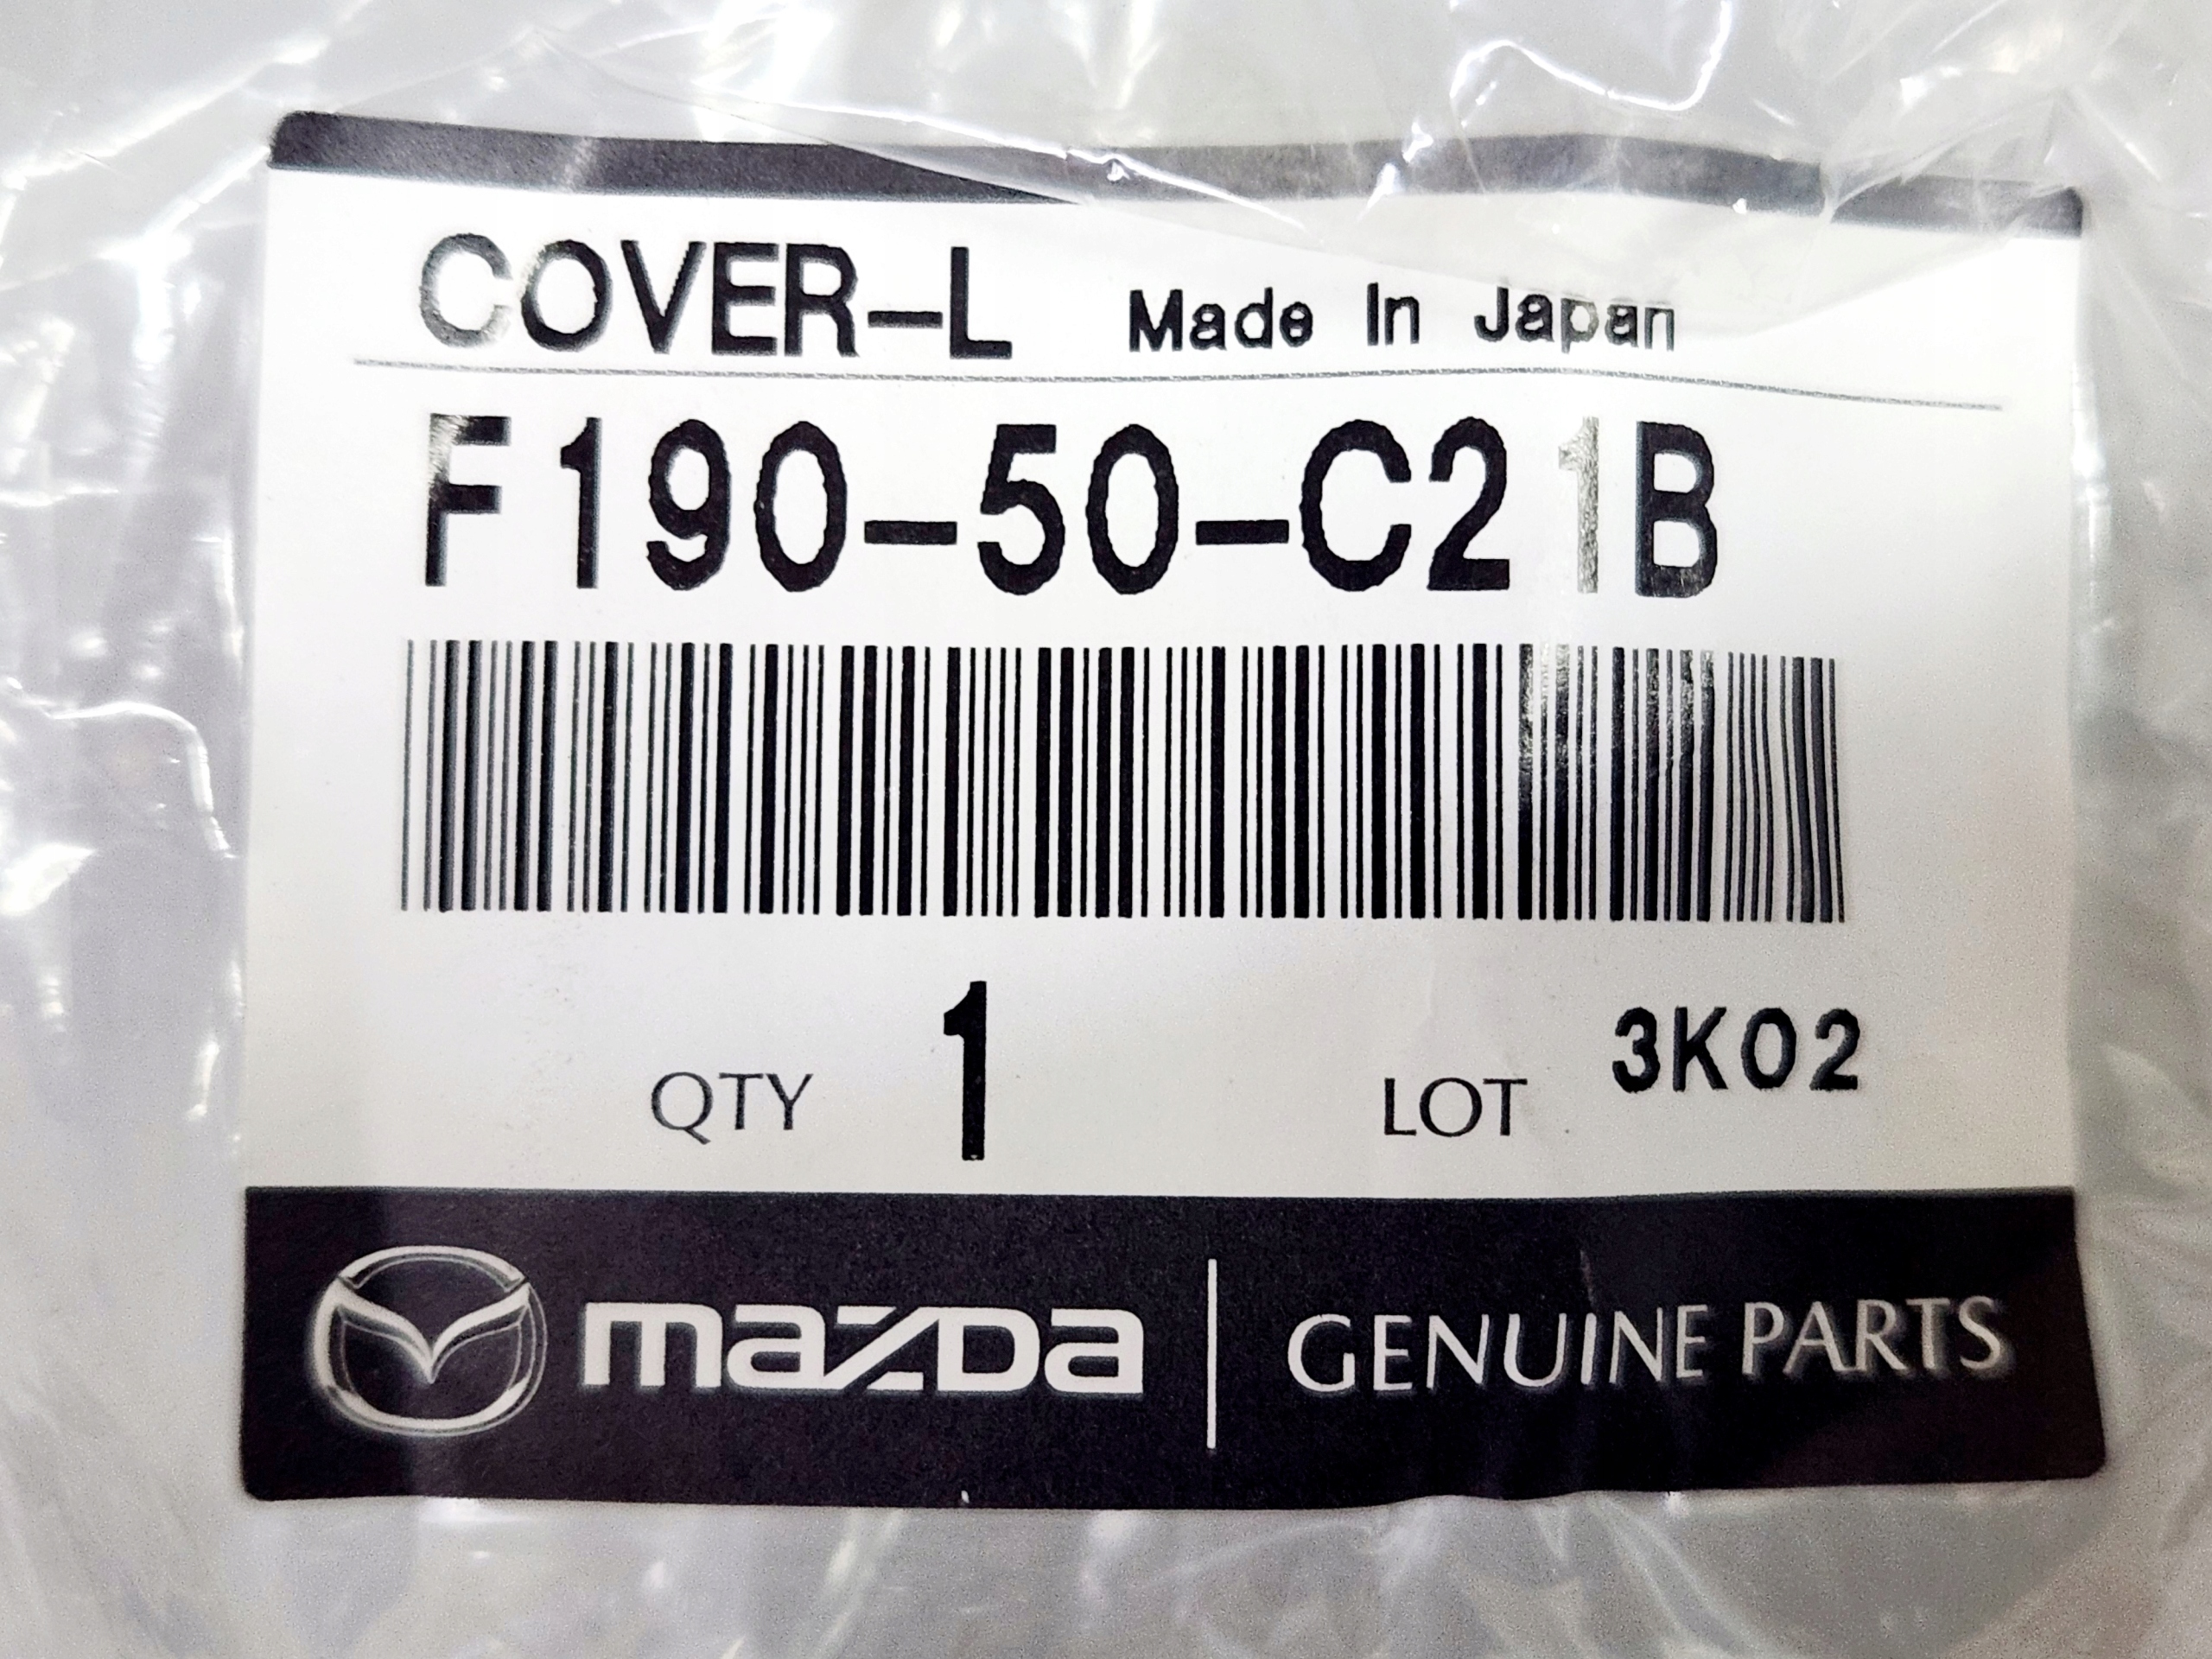 COVER-L Made In Japan
F190-50-C21B
QTY 1 LOT 3K02
mazda | GENUINE PARTS